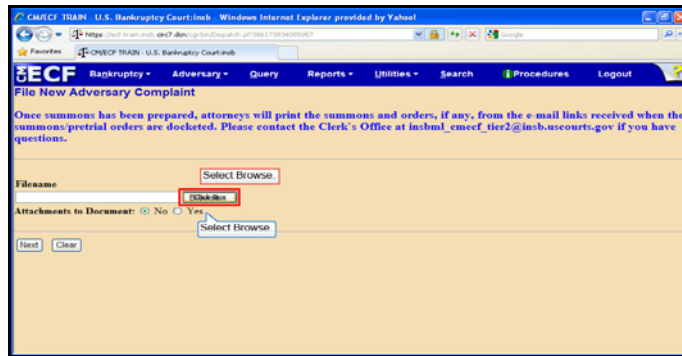 CM/ECF TRAIN - U.S. Bankruptcy Court:insb - Windows Internet Explorer provided by Yahoo!
Google
Favorites
CM/ECF TRAIN - U.S. Bankruptcy Court:insb
ECF Bankruptcy Adversary Query Reports Utilities Search Procedures Logout ?
File New Adversary Complaint
Once summons has been prepared, attorneys will print the summons and orders, if any, from the e-mail links received when the
summons/pretrial orders are docketed. Please contact the Clerk's Office at insbml_cmecf_tier2@insb.uscourts.gov if you have
questions.
Select Browse.
Filename
Attachments to Document: No Yes
Select Browse.
Next Clear